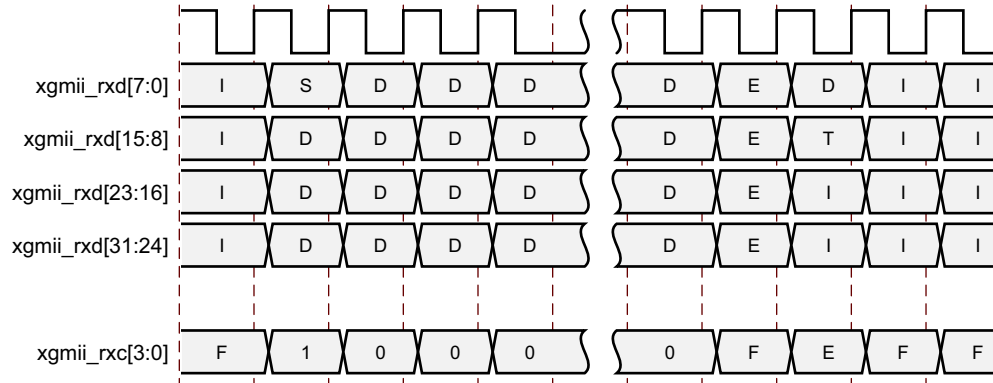 xgmii_rxd[7:0] I S D D D D E D I I
xgmii_rxd[15:8] I D D D D D E T I I
xgmii_rxd[23:16] I D D D D D E I I I
xgmii_rxd[31:24] I D D D D D E I I I
xgmii_rxc[3:0] F 1 0 0 0 0 F E F F